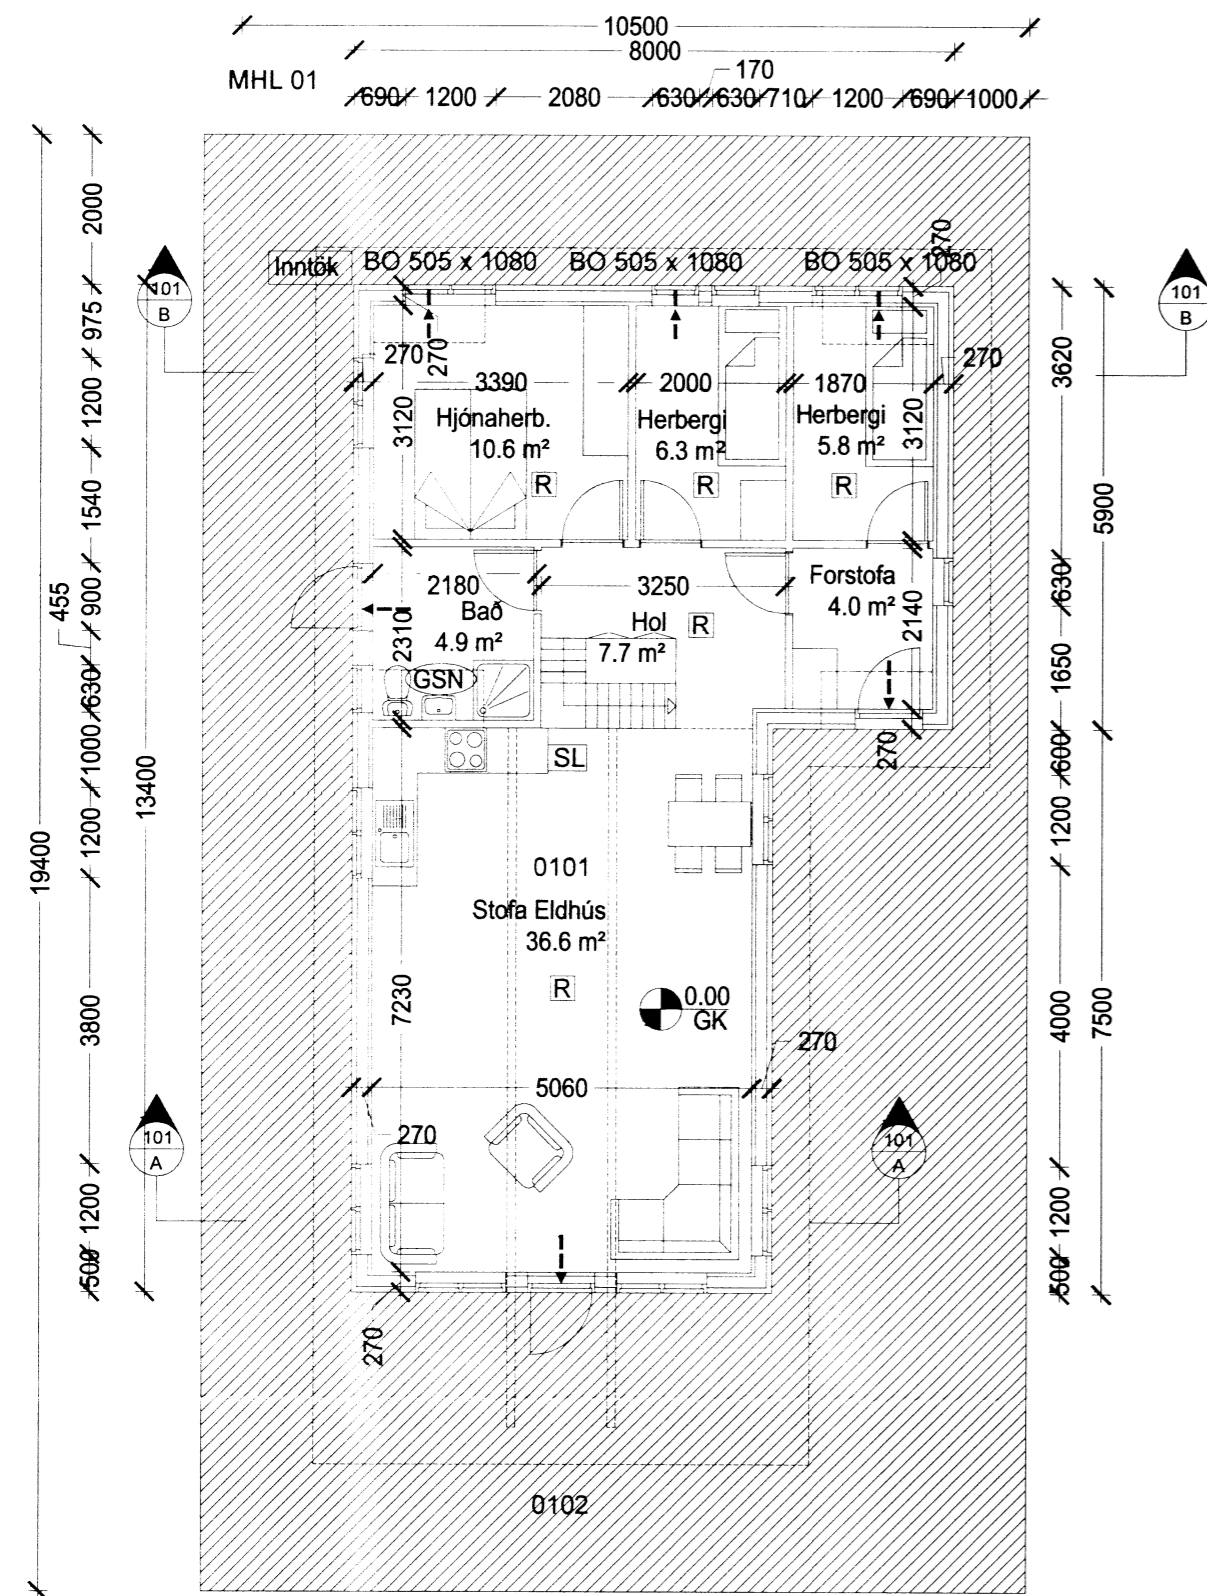 10500
8000
MHL 01
170
690 1200 2080 630 630 710 1200 690 1000
2000
975
1200
1540
900
455
630
1000
1200
3800
1200
500
13400
19400
Inntök
BO 505 x 1080 BO 505 x 1080 BO 505 x 1080
270
101
B
101
B
270
270
270
3390 2000 1870
3120
3120
Hjónaherb.
10.6 m²
Herbergi
6.3 m²
Herbergi
5.8 m²
R
R
R
3620
5900
630
1650
600
1200
4000
7500
1200
500
2180
3250
Forstofa
4.0 m²
Bað
4.9 m²
2310
Hol
7.7 m²
R
2140
GSN
SL
270
0101
Stofa Eldhús
36.6 m²
R
7230
0.00
GK
270
5060
270
101
A
101
A
270
0102